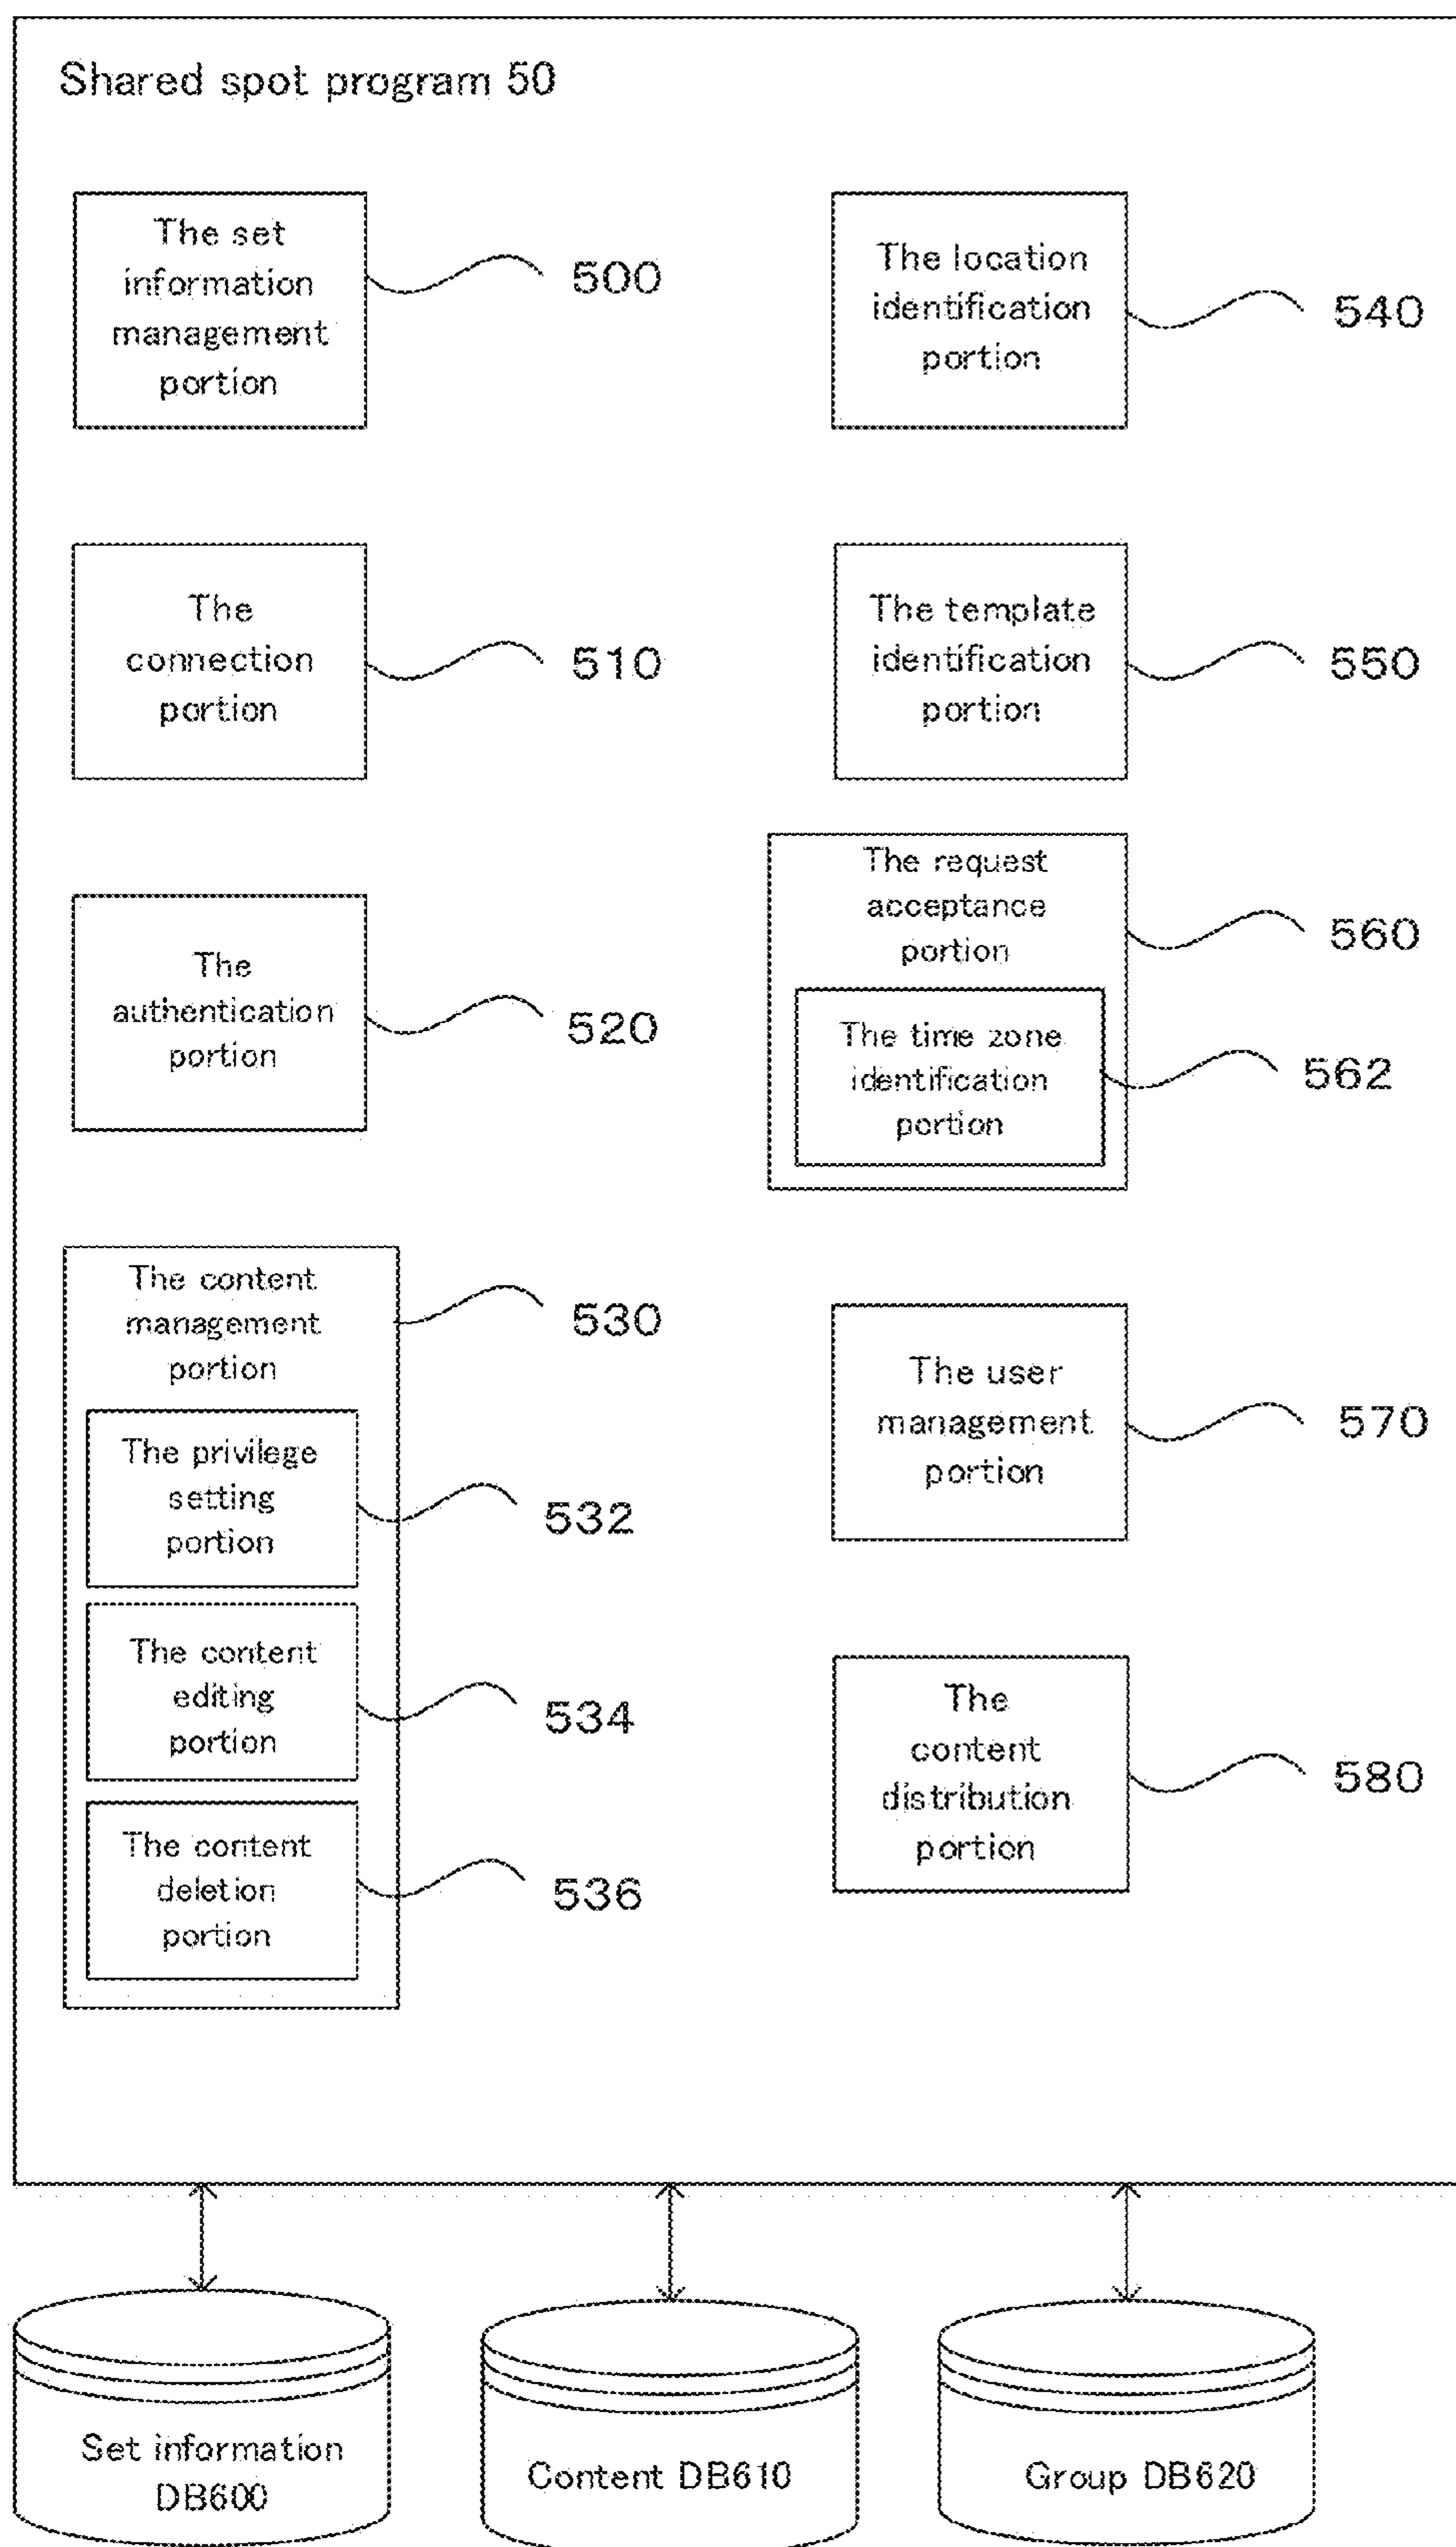 Shared spot program 50
The set
information
management
portion
500
The
connection
portion
510
The
authentication
portion
520
The content
management
portion
530
The privilege
setting
portion
532
The content
editing
portion
534
The content
deletion
portion
536
The location
identification
portion
540
The template
identification
portion
550
The request
acceptance
portion
560
The time zone
identification
portion
562
The user
management
portion
570
The
content
distribution
portion
580
Set information
DB600
Content DB610
Group DB620